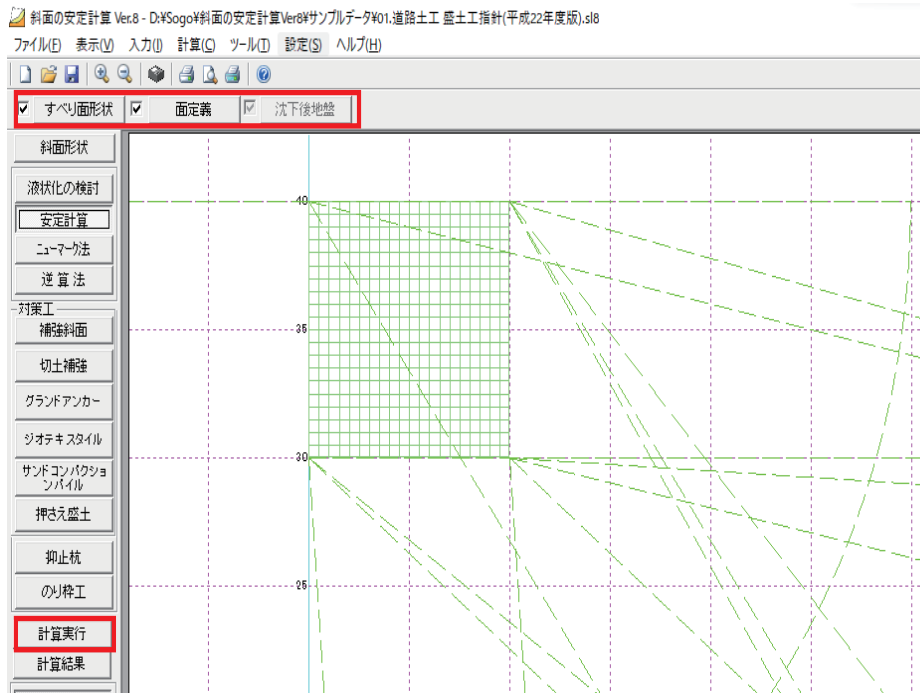 斜面の安定計算 Ver.8 - D:¥Sogo¥斜面の安定計算Ver8¥サンプルデータ¥01.道路土工 盛土工指針(平成22年度版).sl8
ファイル(F) 表示(V) 入力(I) 計算(C) ツール(T) 設定(S) ヘルプ(H)
すべり面形状 面定義 沈下後地盤
斜面形状
液状化の検討
安定計算
ニューマーク法
逆算法
対策工
補強斜面
切土補強
グランドアンカー
ジオテキスタイル
サンドコンパクショ
ンパイル
押さえ盛土
抑止杭
のり枠工
計算実行
計算結果
40
35
30
25